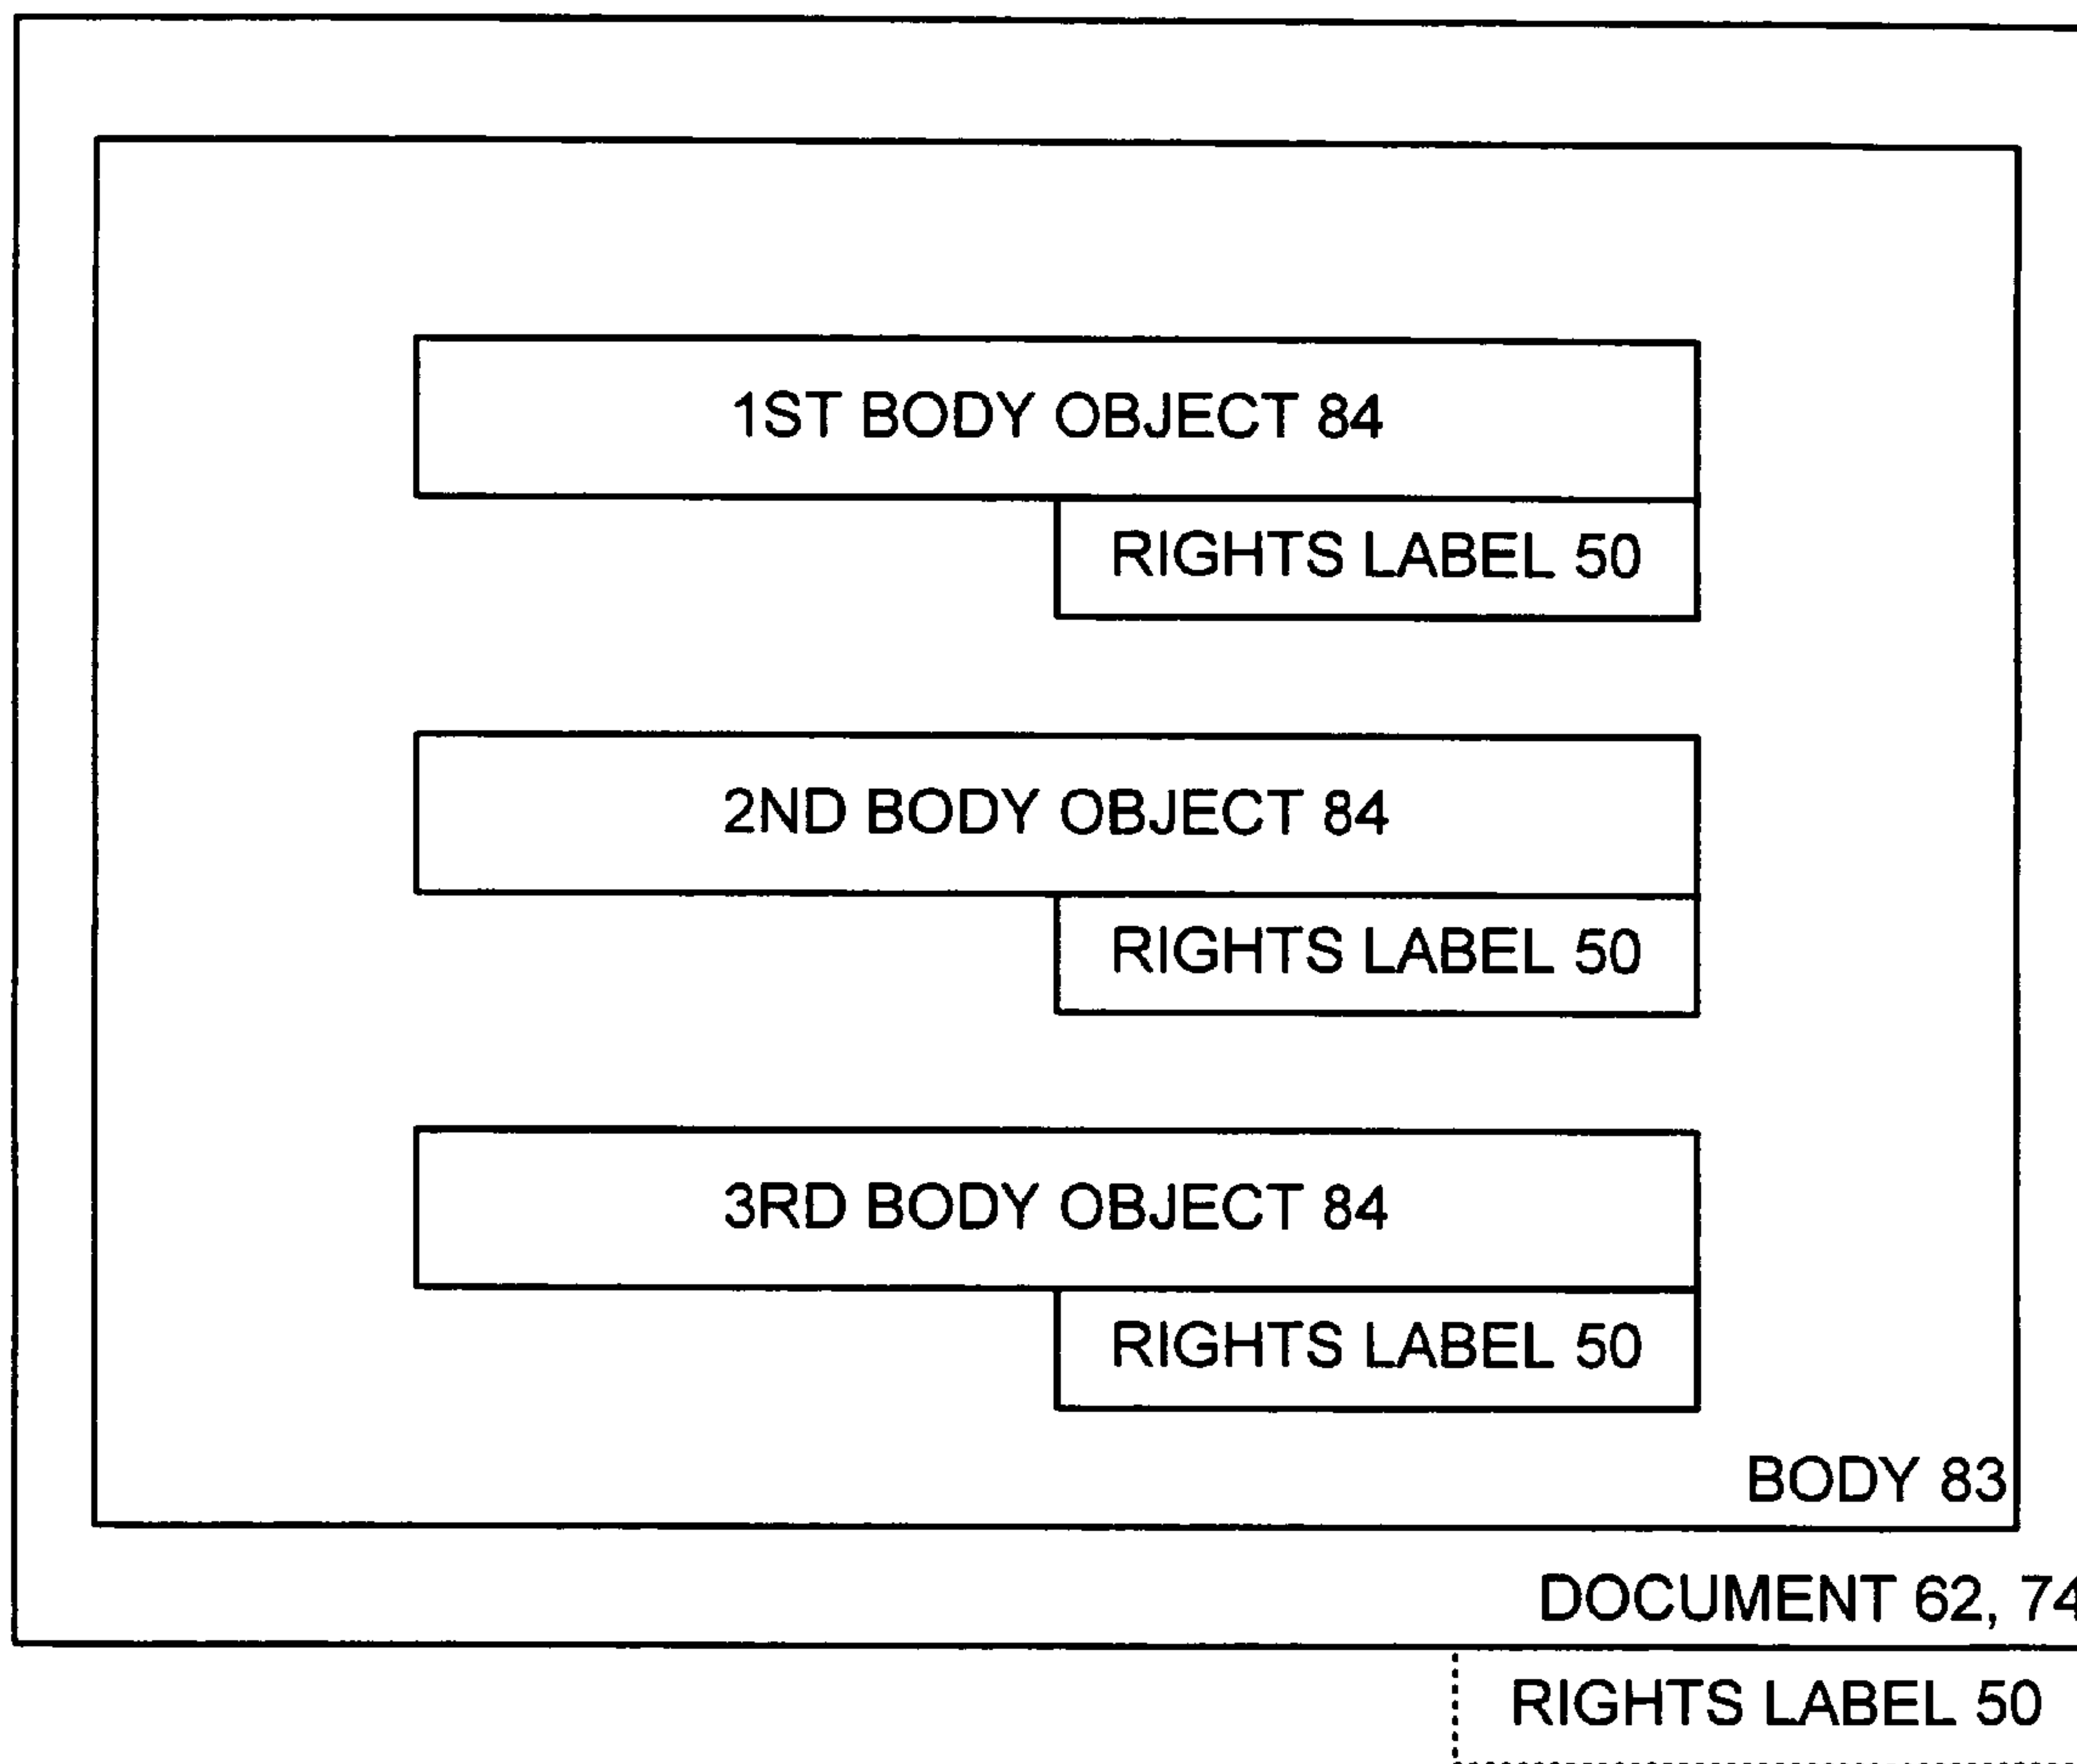 1ST BODY OBJECT 84
RIGHTS LABEL 50
2ND BODY OBJECT 84
RIGHTS LABEL 50
3RD BODY OBJECT 84
RIGHTS LABEL 50
BODY 83
DOCUMENT 62, 74
RIGHTS LABEL 50